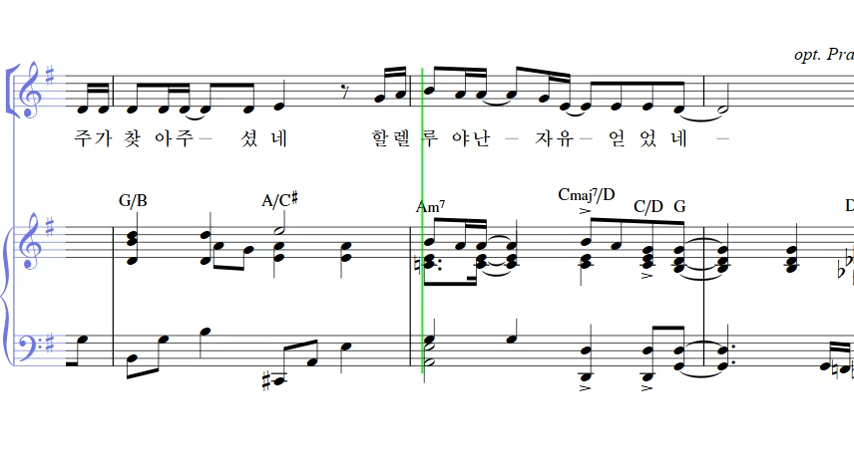 opt. Pra
주가 찾 아주 – 셨 네 할렐 루 야난 – 자유 – 얻 었 네 –
G/B A/C♯ Am7 Cmaj7/D C/D G D